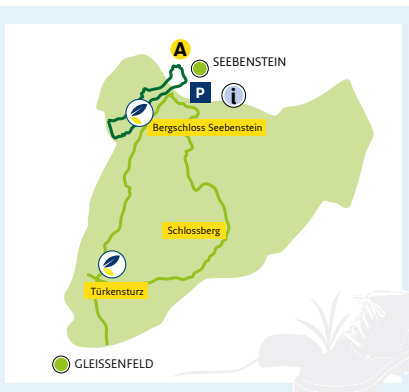 A
SEEBENSTEIN
P
i
Bergschloss Seebenstein
Schlossberg
Türkensturz
GLEISSENFELD